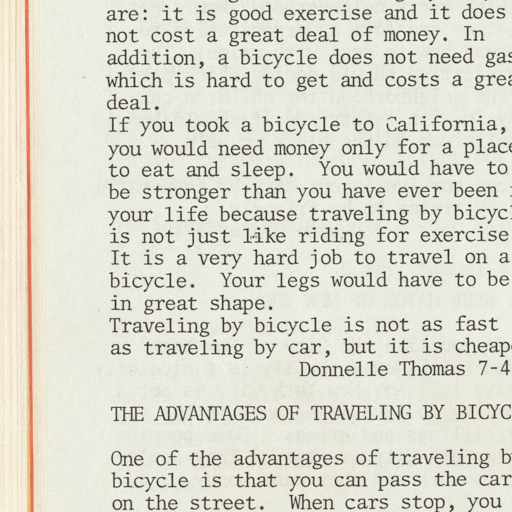 are: it is good exercise and it does
not cost a great deal of money. In
addition, a bicycle does not need gas
which is hard to get and costs a grea
deal.
If you took a bicycle to California,
you would need money only for a place
to eat and sleep.  You would have to
be stronger than you have ever been
your life because traveling by bicycl
is not just like riding for exercise
It is a very hard job to travel on a
bicycle.  Your legs would have to be
in great shape.
Traveling by bicycle is not as fast
as traveling by car, but it is cheap
Donnelle Thomas 7-4
THE ADVANTAGES OF TRAVELING BY BICYC
One of the advantages of traveling b
bicycle is that you can pass the car
on the street.  When cars stop, you